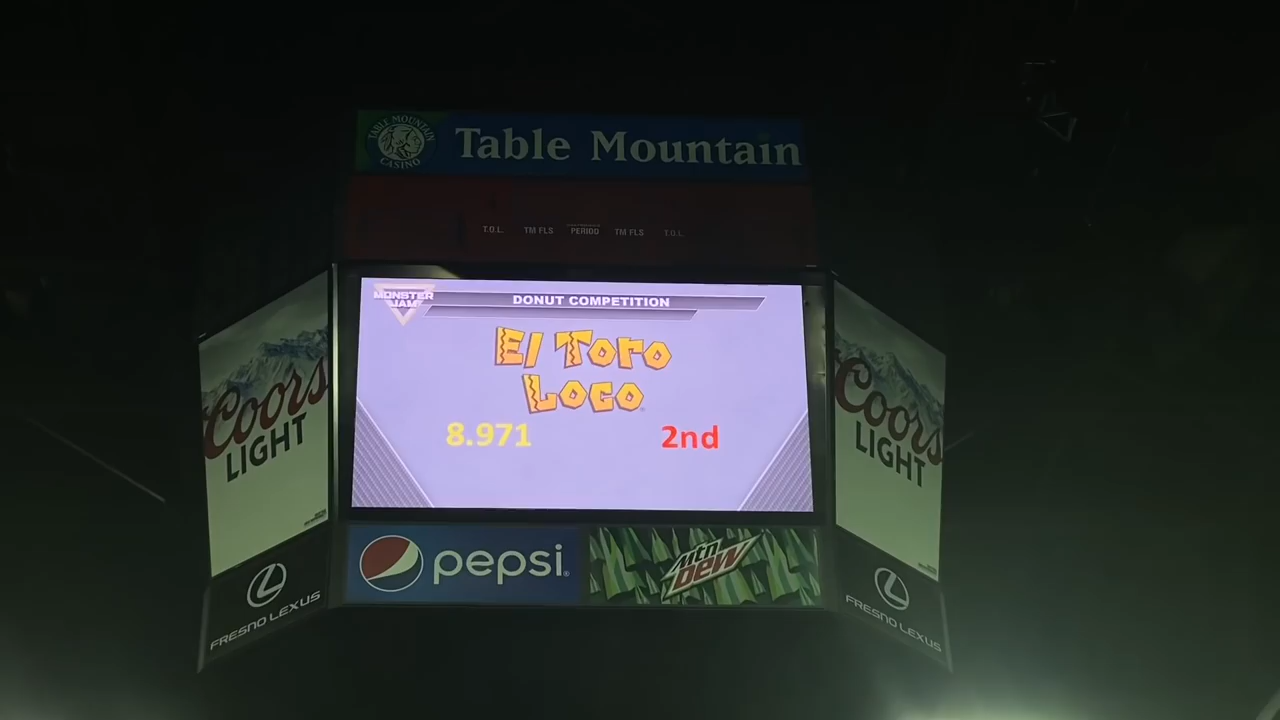 TABLE MOUNTAIN
CASINO
Table Mountain
T.O.L.
TM FLS
PERIOD
TM FLS
T.O.L.
MONSTER
JAM
DONUT COMPETITION
El Toro
Loco
8.971
2nd
Coors
LIGHT
Coors
LIGHT
pepsi
Mtn
DEW
FRESNO LEXUS
FRESNO LEXUS